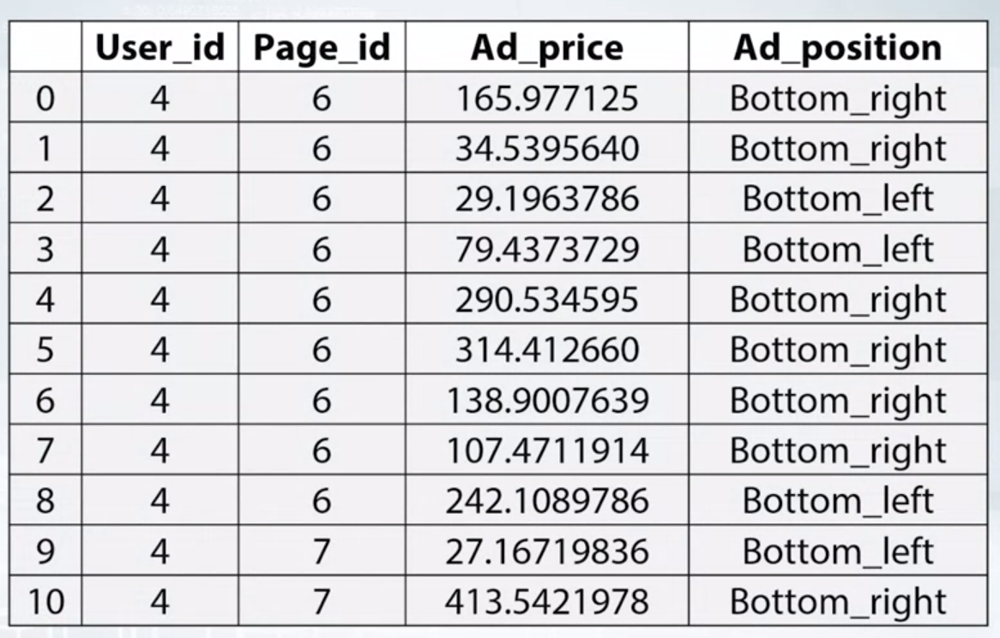 User_id Page_id Ad_price Ad_position
0 4 6 165.977125 Bottom_right
1 4 6 34.5395640 Bottom_right
2 4 6 29.1963786 Bottom_left
3 4 6 79.4373729 Bottom_left
4 4 6 290.534595 Bottom_right
5 4 6 314.412660 Bottom_right
6 4 6 138.9007639 Bottom_right
7 4 6 107.4711914 Bottom_right
8 4 6 242.1089786 Bottom_left
9 4 7 27.16719836 Bottom_left
10 4 7 413.5421978 Bottom_right